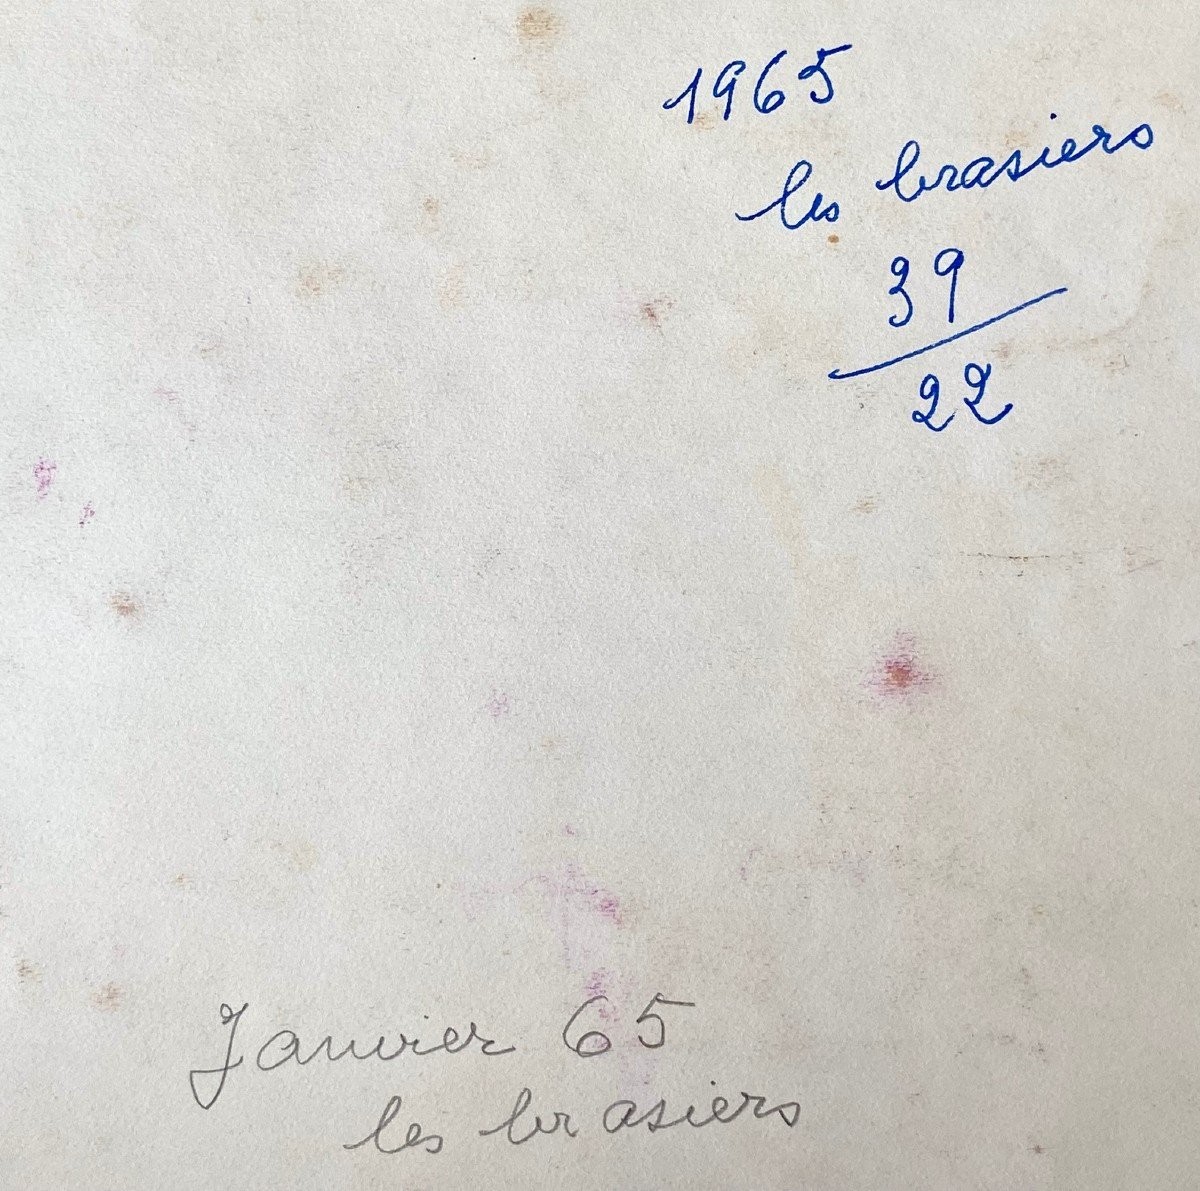 1965
les brasiers
39
22
Janvier 65
les brasiers